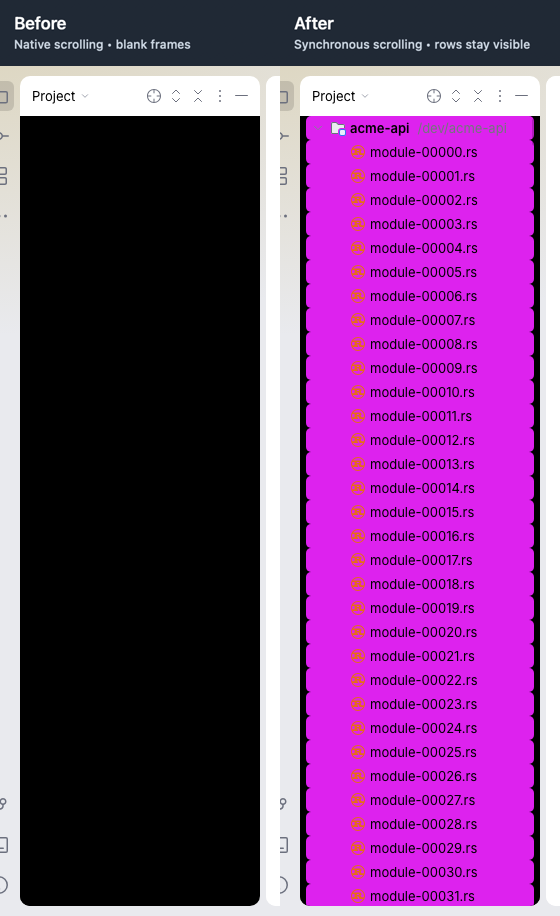 Before
Native scrolling • blank frames
Project
After
Synchronous scrolling • rows stay visible
Project
acme-api /dev/acme-api
module-00000.rs
module-00001.rs
module-00002.rs
module-00003.rs
module-00004.rs
module-00005.rs
module-00006.rs
module-00007.rs
module-00008.rs
module-00009.rs
module-00010.rs
module-00011.rs
module-00012.rs
module-00013.rs
module-00014.rs
module-00015.rs
module-00016.rs
module-00017.rs
module-00018.rs
module-00019.rs
module-00020.rs
module-00021.rs
module-00022.rs
module-00023.rs
module-00024.rs
module-00025.rs
module-00026.rs
module-00027.rs
module-00028.rs
module-00029.rs
module-00030.rs
module-00031.rs